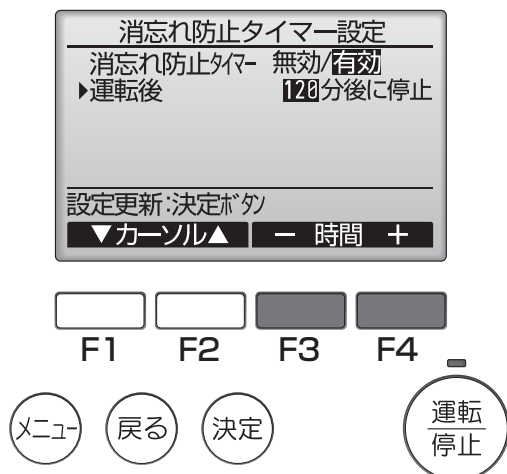 消忘れ防止タイマー設定
消忘れ防止ﾀｲﾏｰ 無効/有効
▶運転後 120分後に停止
設定更新:決定ﾎﾞﾀﾝ
▼カーソル▲ − 時間 +
F1 F2 F3 F4
メニュー 戻る 決定 運転
停止